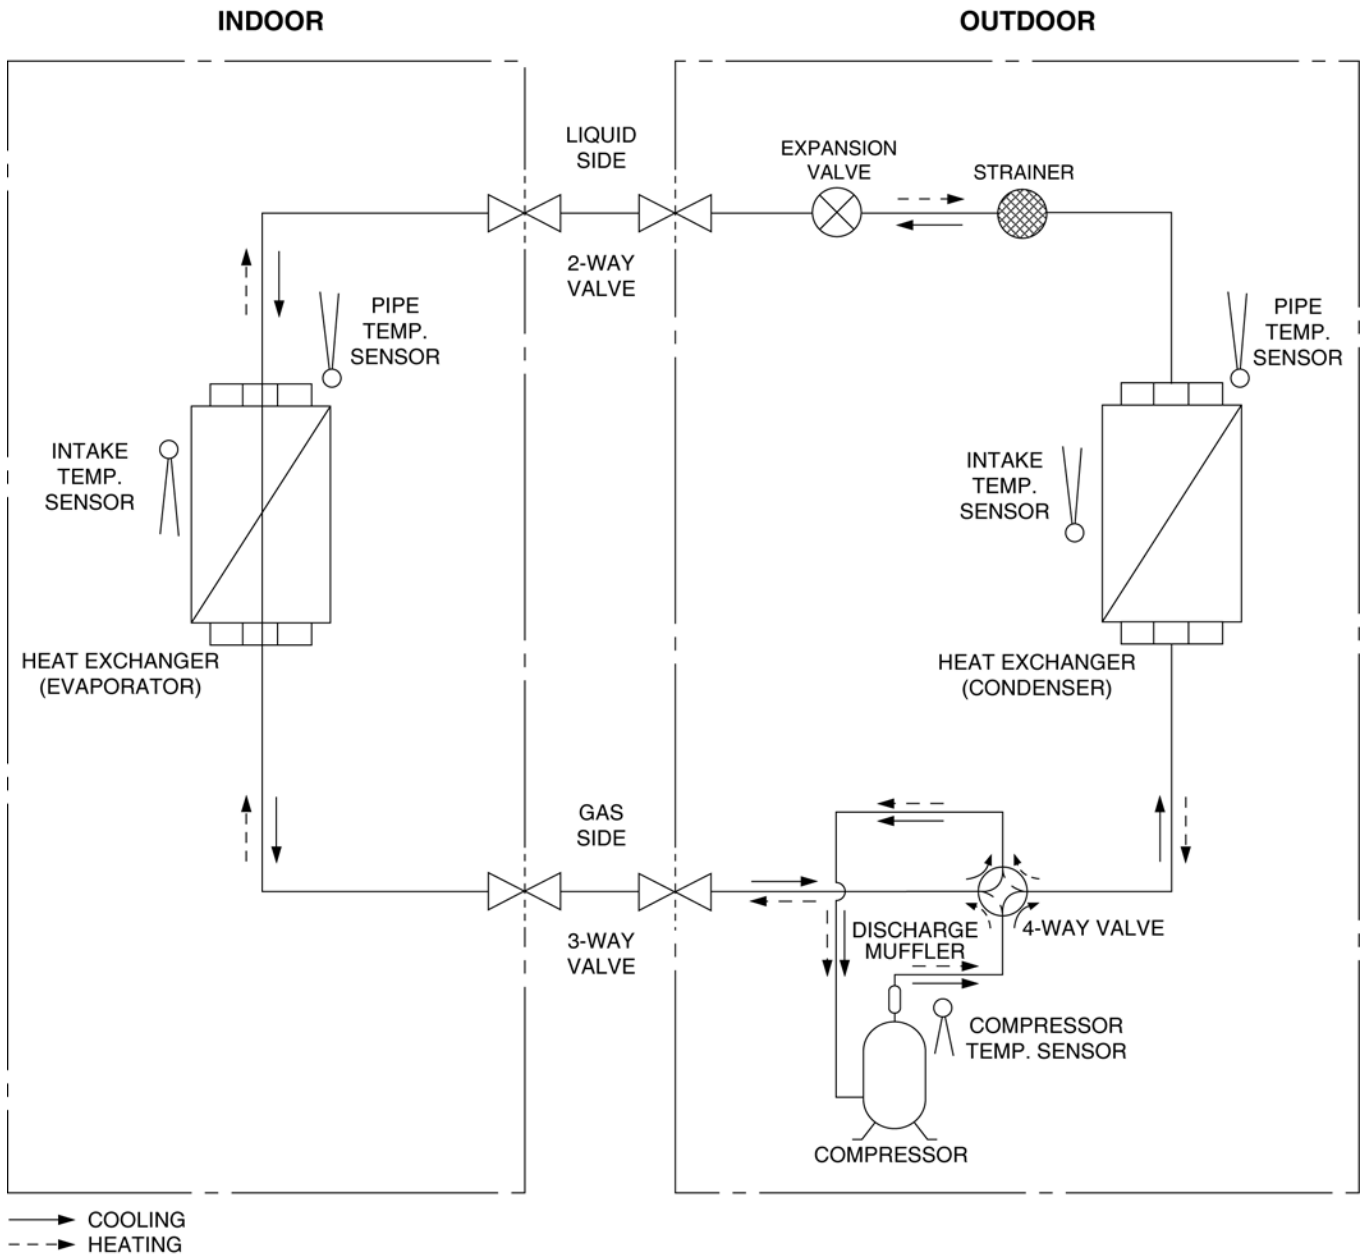 INDOOR
OUTDOOR
LIQUID
SIDE
EXPANSION
VALVE
STRAINER
2-WAY
VALVE
PIPE
TEMP.
SENSOR
PIPE
TEMP.
SENSOR
INTAKE
TEMP.
SENSOR
INTAKE
TEMP.
SENSOR
HEAT EXCHANGER
(EVAPORATOR)
HEAT EXCHANGER
(CONDENSER)
GAS
SIDE
3-WAY
VALVE
DISCHARGE
MUFFLER
4-WAY VALVE
COMPRESSOR
TEMP. SENSOR
COMPRESSOR
COOLING
HEATING